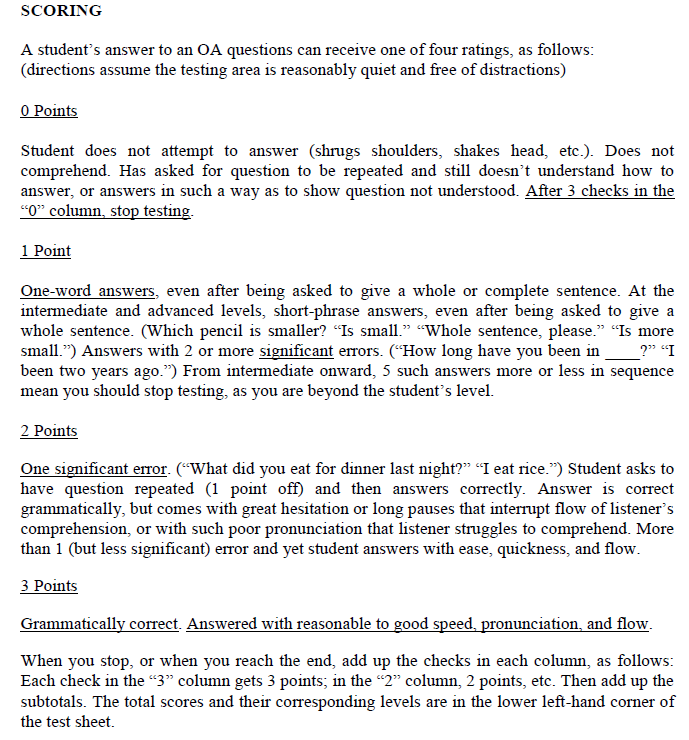 SCORING
A student’s answer to an OA questions can receive one of four ratings, as follows:
(directions assume the testing area is reasonably quiet and free of distractions)
0 Points
Student does not attempt to answer (shrugs shoulders, shakes head, etc.). Does not
comprehend. Has asked for question to be repeated and still doesn’t understand how to
answer, or answers in such a way as to show question not understood. After 3 checks in the
“0” column, stop testing.
1 Point
One-word answers, even after being asked to give a whole or complete sentence. At the
intermediate and advanced levels, short-phrase answers, even after being asked to give a
whole sentence. (Which pencil is smaller? “Is small.” “Whole sentence, please.” “Is more
small.”) Answers with 2 or more significant errors. (“How long have you been in ____?” “I
been two years ago.”) From intermediate onward, 5 such answers more or less in sequence
mean you should stop testing, as you are beyond the student’s level.
2 Points
One significant error. (“What did you eat for dinner last night?” “I eat rice.”) Student asks to
have question repeated (1 point off) and then answers correctly. Answer is correct
grammatically, but comes with great hesitation or long pauses that interrupt flow of listener’s
comprehension, or with such poor pronunciation that listener struggles to comprehend. More
than 1 (but less significant) error and yet student answers with ease, quickness, and flow.
3 Points
Grammatically correct. Answered with reasonable to good speed, pronunciation, and flow.
When you stop, or when you reach the end, add up the checks in each column, as follows:
Each check in the “3” column gets 3 points; in the “2” column, 2 points, etc. Then add up the
subtotals. The total scores and their corresponding levels are in the lower left-hand corner of
the test sheet.